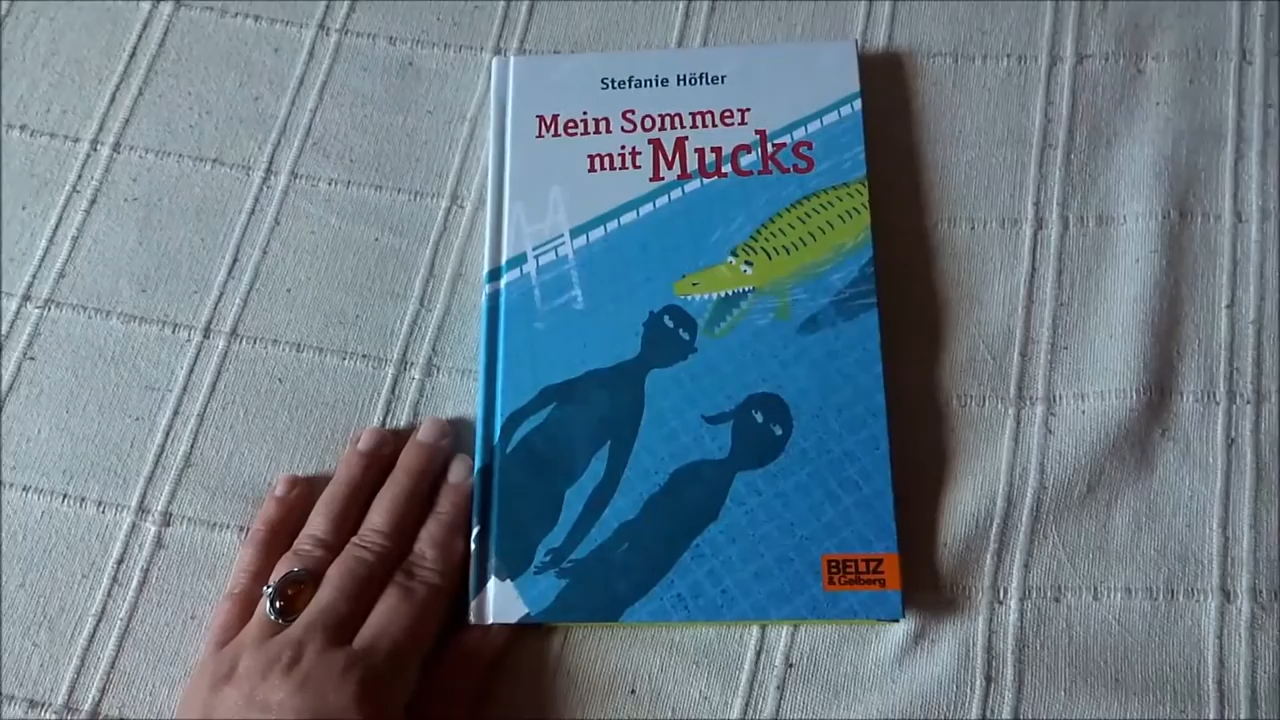 Stefanie Höfler
Mein Sommer
mit Mucks
BELTZ
& Gelberg